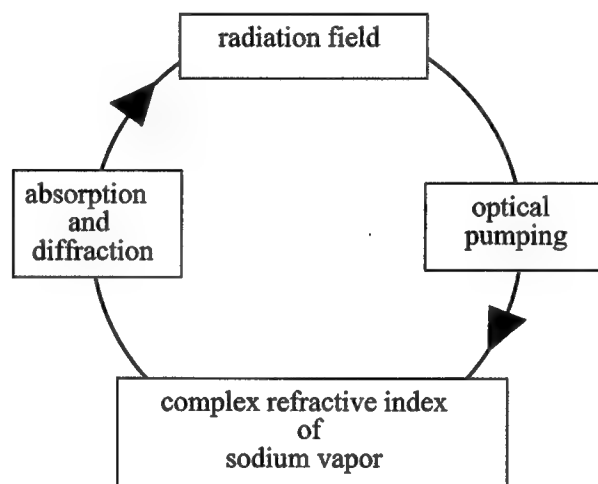 radiation field
absorption
and
diffraction
optical
pumping
complex refractive index
of
sodium vapor